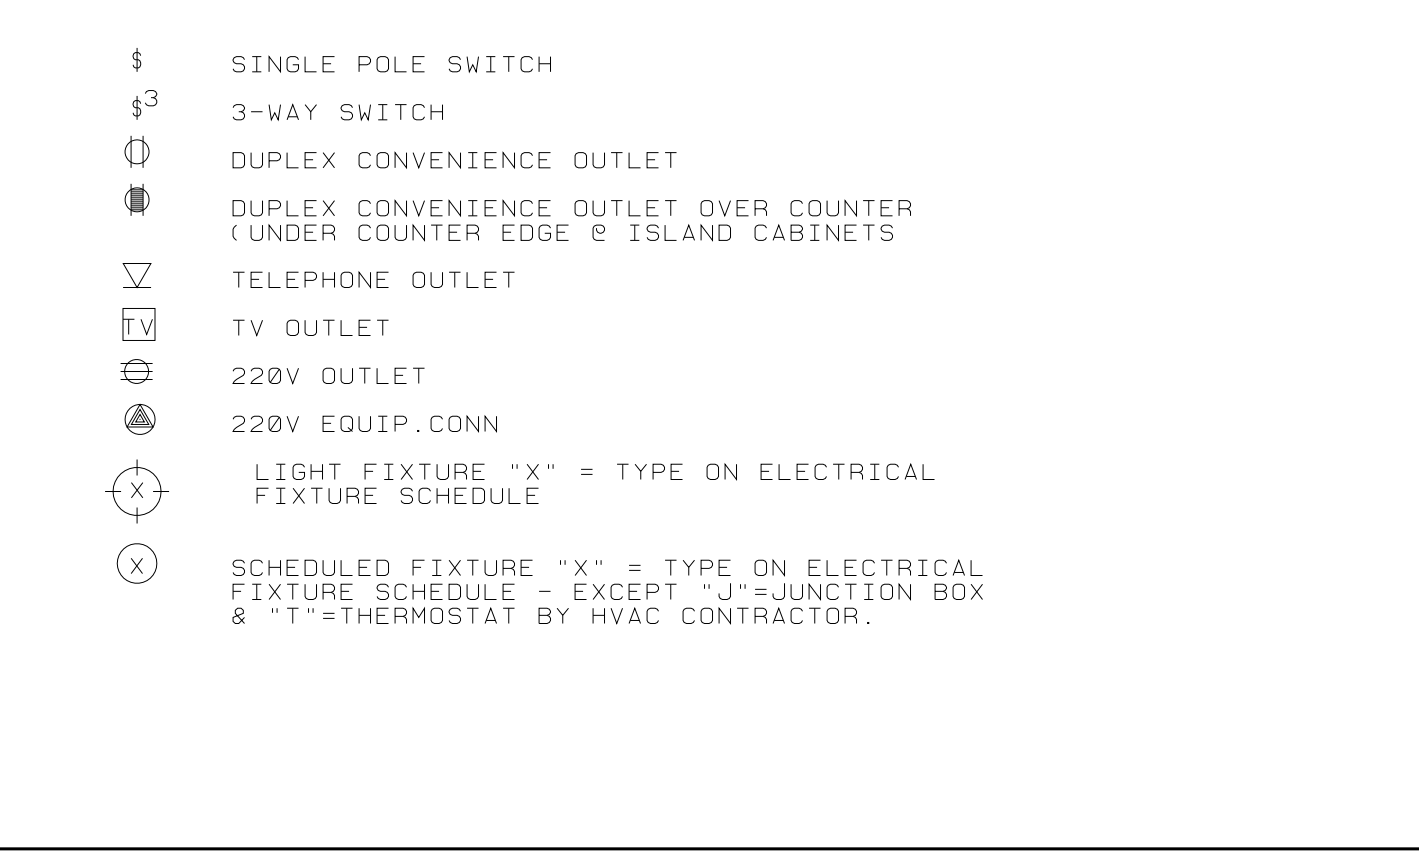 $ SINGLE POLE SWITCH
$3 3-WAY SWITCH
DUPLEX CONVENIENCE OUTLET
DUPLEX CONVENIENCE OUTLET OVER COUNTER
(UNDER COUNTER EDGE @ ISLAND CABINETS
TELEPHONE OUTLET
TV TV OUTLET
220V OUTLET
220V EQUIP.CONN
LIGHT FIXTURE "X" = TYPE ON ELECTRICAL
X FIXTURE SCHEDULE
X SCHEDULED FIXTURE "X" = TYPE ON ELECTRICAL
FIXTURE SCHEDULE - EXCEPT "J"=JUNCTION BOX
& "T"=THERMOSTAT BY HVAC CONTRACTOR.